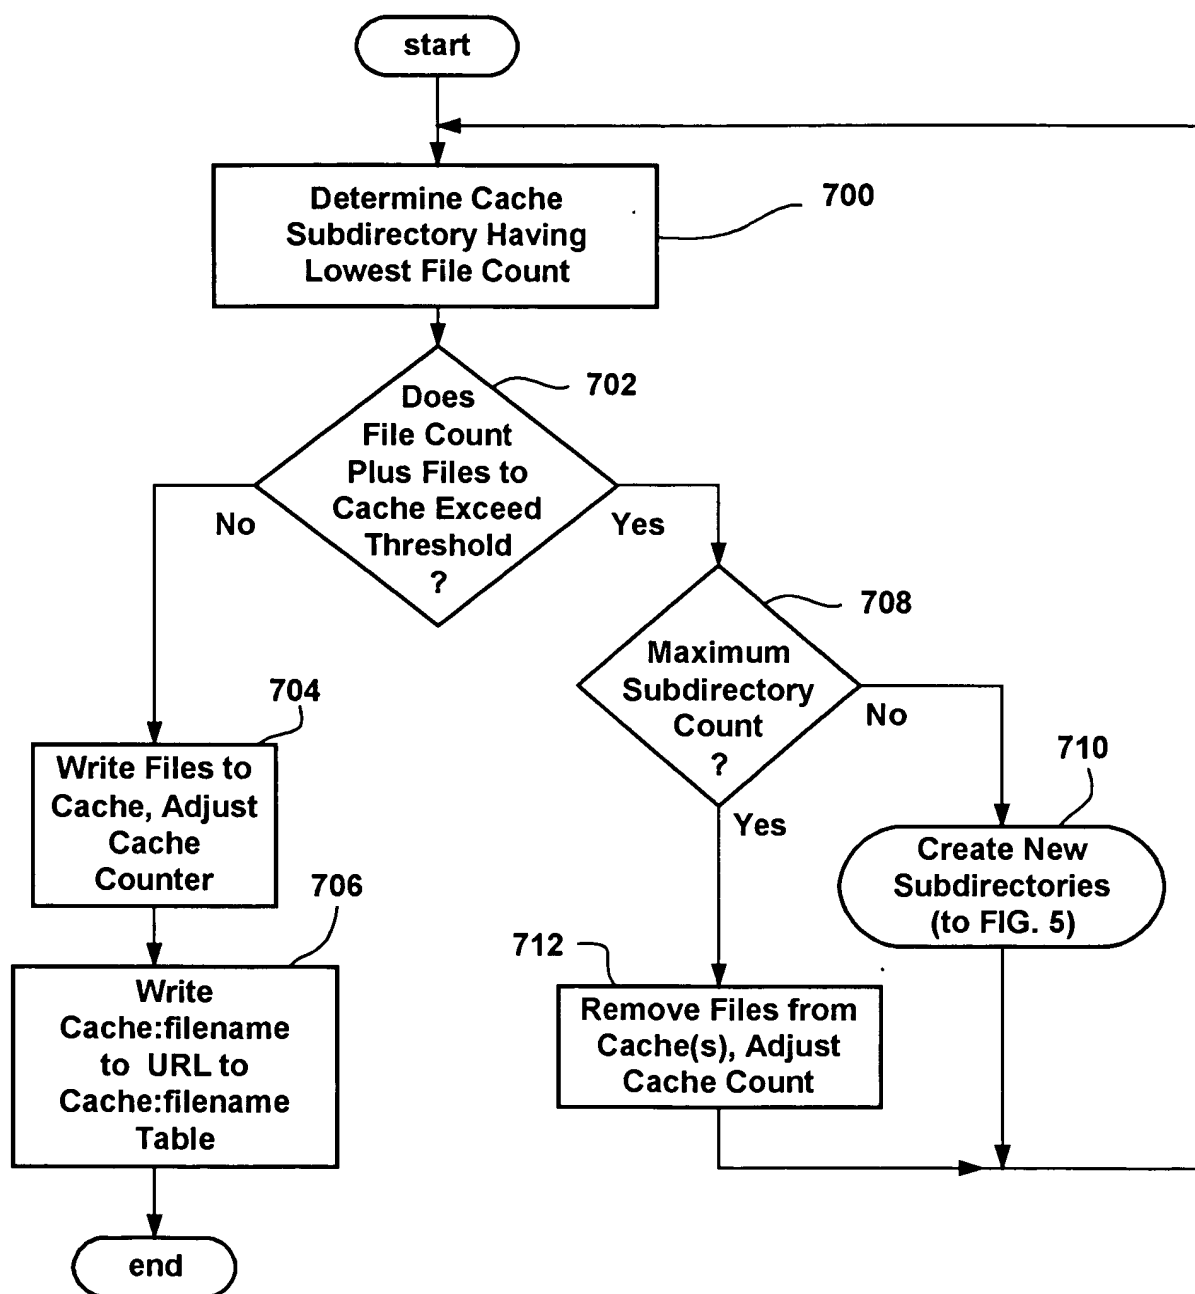 start
Determine Cache
Subdirectory Having
Lowest File Count
700
Does
File Count
Plus Files to
Cache Exceed
Threshold
?
702
No
Yes
Maximum
Subdirectory
Count
?
708
No
Yes
704
Write Files to
Cache, Adjust
Cache
Counter
710
Create New
Subdirectories
(to FIG. 5)
706
Write
Cache:filename
to URL to
Cache:filename
Table
712
Remove Files from
Cache(s), Adjust
Cache Count
end